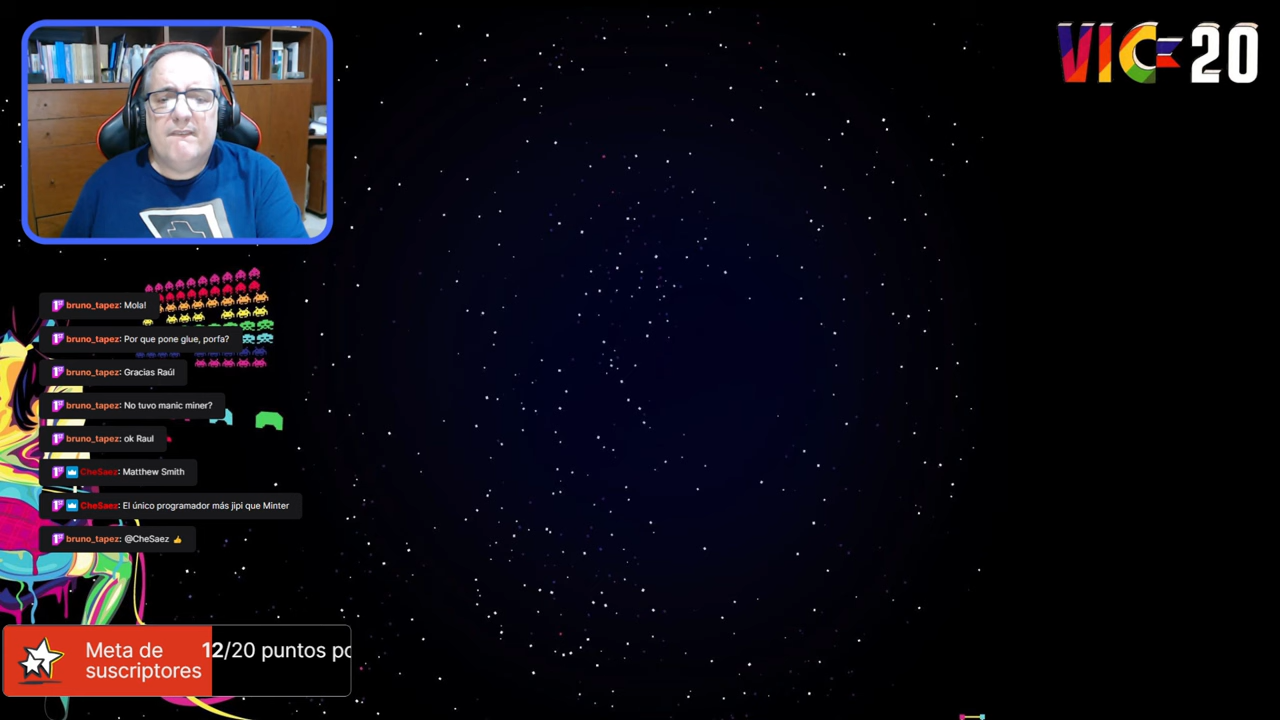 VIC-20
bruno_tapez: Mola!
bruno_tapez: Por que pone glue, porfa?
bruno_tapez: Gracias Raúl
bruno_tapez: No tuvo manic miner?
bruno_tapez: ok Raul
CheSaez: Matthew Smith
CheSaez: El único programador más jipi que Minter
bruno_tapez: @CheSaez 👍
Meta de
suscriptores
12/20 puntos po